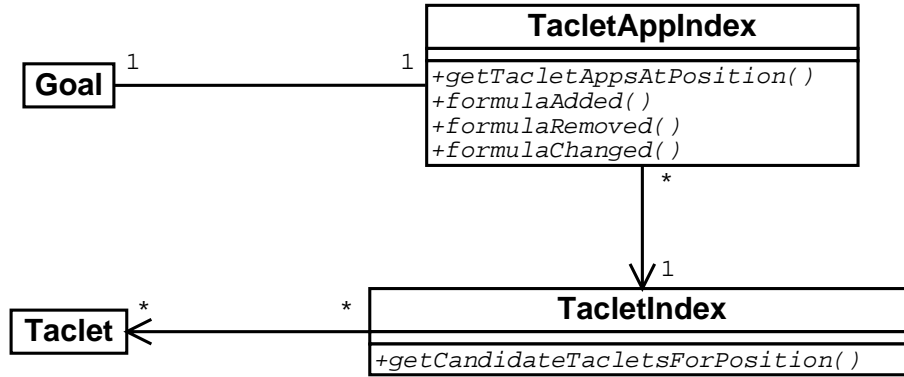 TacletAppIndex
1
1
Goal
+getTacletAppsAtPosition()
+formulaAdded()
+formulaRemoved()
+formulaChanged()
*
1
*
*
TacletIndex
Taclet
+getCandidateTacletsForPosition()